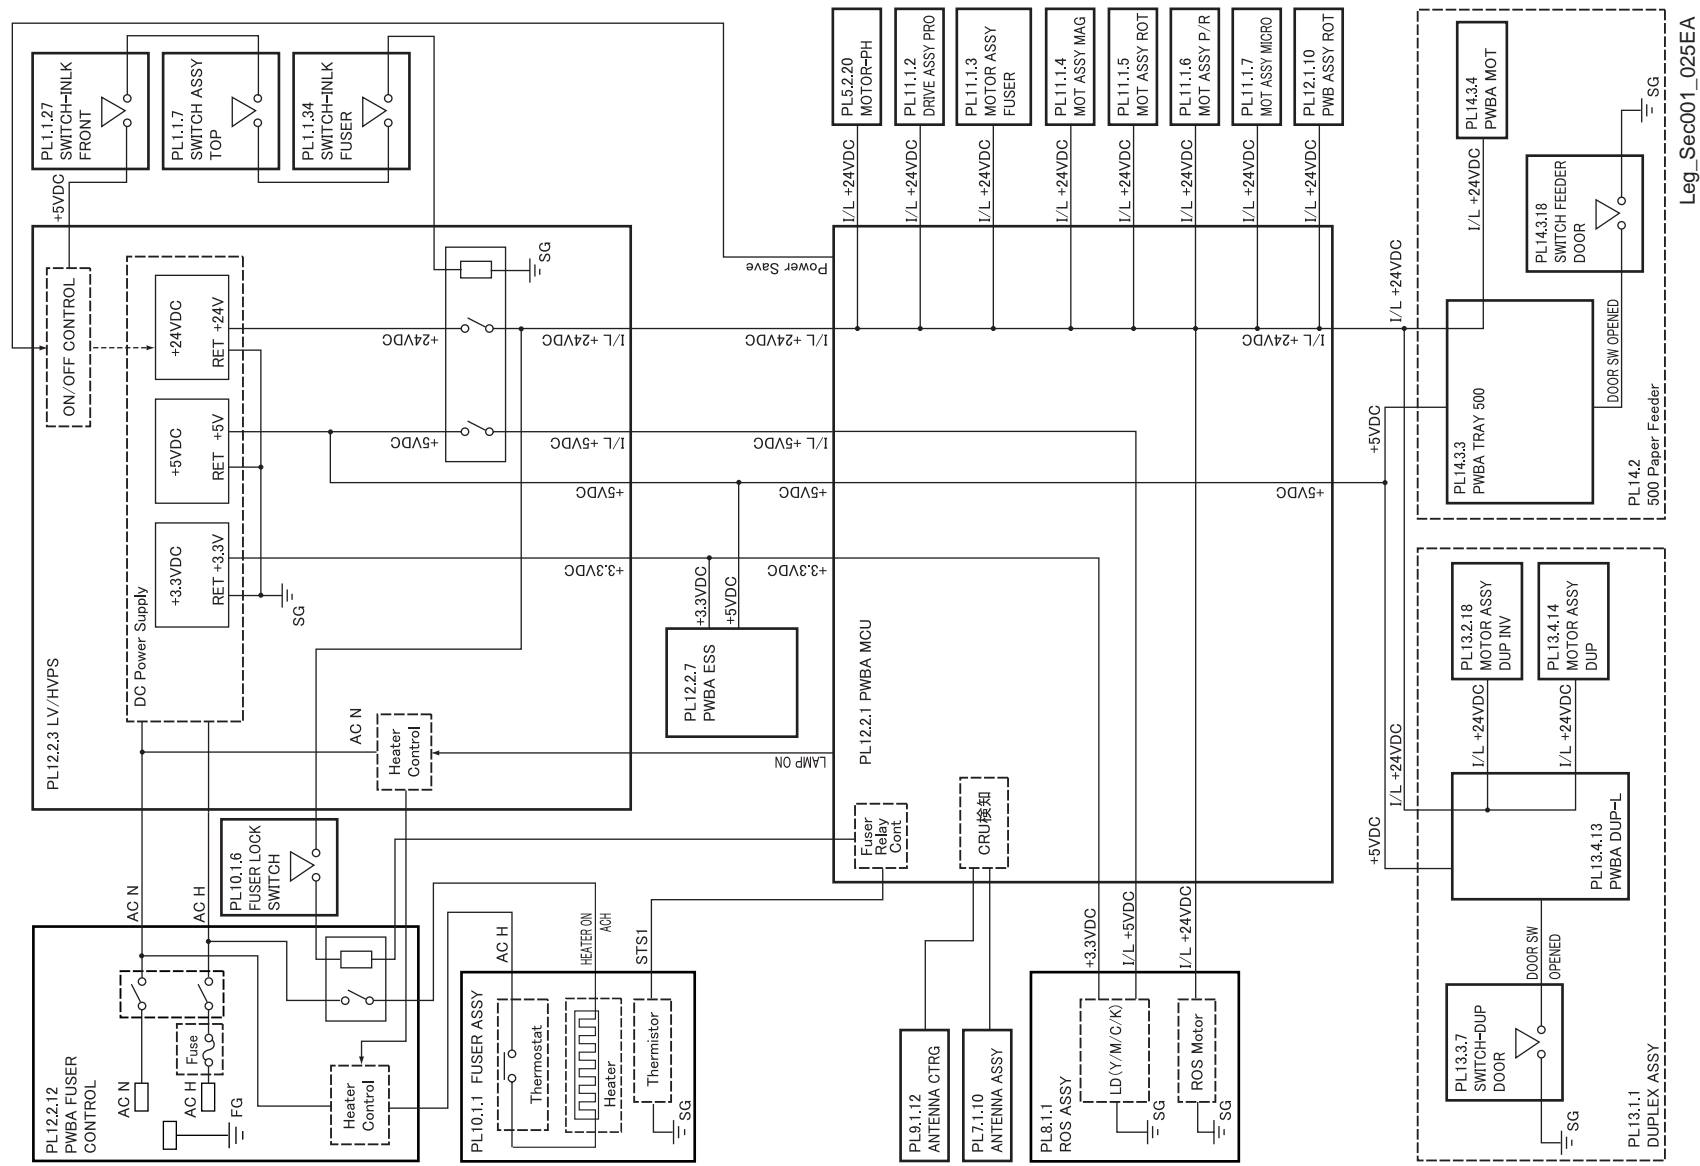 PL1.1.27
SWITCH-INLK
FRONT
PL1.1.7
SWITCH ASSY
TOP
PL1.1.34
SWITCH-INLK
FUSER
+5VDC
PL12.2.3 LV/HVPS
ON/OFF CONTROL
DC Power Supply
+24VDC
RET +24V
+5VDC
RET +5V
+3.3VDC
RET +3.3V
SG
SG
+24VDC
I/L +24VDC
+5VDC
I/L +5VDC
+5VDC
+3.3VDC
Heater
Control
AC N
AC N
AC H
PL10.1.6
FUSER LOCK
SWITCH
PL12.2.12
PWBA FUSER
CONTROL
AC N
AC H
Fuse
FG
Heater
Control
PL10.1.1 FUSER ASSY
AC H
HEATER ON
ACH
STS1
Thermostat
Heater
Thermistor
SG
PL12.2.7
PWBA ESS
+3.3VDC
+5VDC
PL12.2.1 PWBA MCU
Power Save
I/L +24VDC
I/L +5VDC
+5VDC
+3.3VDC
LAMP ON
Fuser
Relay
Cont
CRU検知
I/L +24VDC
+5VDC
PL5.2.20
MOTOR-PH
I/L +24VDC
PL11.1.2
DRIVE ASSY PRO
I/L +24VDC
PL11.1.3
MOTOR ASSY
FUSER
I/L +24VDC
PL11.1.4
MOT ASSY MAG
I/L +24VDC
PL11.1.5
MOT ASSY ROT
I/L +24VDC
PL11.1.6
MOT ASSY P/R
I/L +24VDC
PL11.1.7
MOT ASSY MICRO
I/L +24VDC
PL12.1.10
PWB ASSY ROT
I/L +24VDC
PL9.1.12
ANTENNA CTRG
PL7.1.10
ANTENNA ASSY
PL8.1.1
ROS ASSY
+3.3VDC
I/L +5VDC
I/L +24VDC
LD(Y/M/C/K)
ROS Motor
SG
SG
I/L +24VDC
+5VDC
PL14.3.4
PWBA MOT
I/L +24VDC
PL14.3.18
SWITCH FEEDER
DOOR
SG
DOOR SW OPENED
PL14.3.3
PWBA TRAY 500
PL14.2
500 Paper Feeder
I/L +24VDC
+5VDC
PL13.2.18
MOTOR ASSY
DUP INV
PL13.4.14
MOTOR ASSY
DUP
I/L +24VDC
I/L +24VDC
PL13.4.13
PWBA DUP-L
DOOR SW
OPENED
PL13.3.7
SWITCH-DUP
DOOR
SG
PL13.1.1
DUPLEX ASSY
Leg_Sec001_025EA